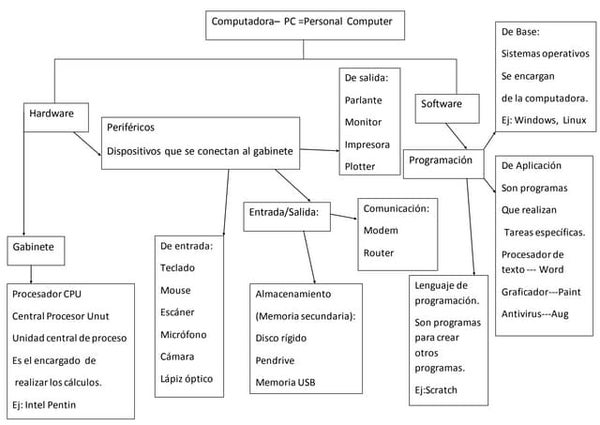 Computadora– PC =Personal Computer
Hardware
Periféricos
Dispositivos que se conectan al gabinete
De salida:
Parlante
Monitor
Impresora
Plotter
Software
Programación
De Base:
Sistemas operativos
Se encargan
de la computadora.
Ej: Windows, Linux
De Aplicación
Son programas
Que realizan
Tareas específicas.
Procesador de
texto --- Word
Graficador---Paint
Antivirus---Aug
Gabinete
Procesador CPU
Central Procesor Unut
Unidad central de proceso
Es el encargado de
realizar los cálculos.
Ej: Intel Pentin
De entrada:
Teclado
Mouse
Escáner
Micrófono
Cámara
Lápiz óptico
Entrada/Salida:
Comunicación:
Modem
Router
Almacenamiento
(Memoria secundaria):
Disco rígido
Pendrive
Memoria USB
Lenguaje de
programación.
Son programas
para crear
otros
programas.
Ej:Scratch